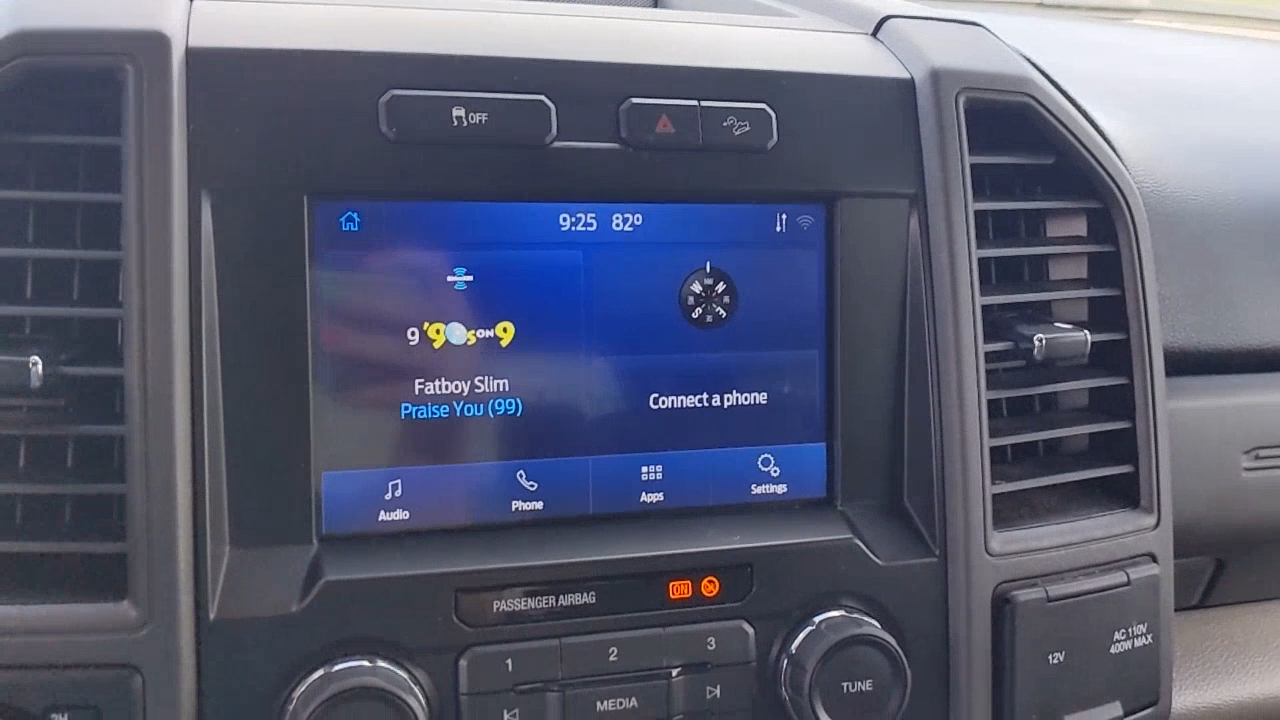 OFF
9:25 82°
9 '90s ON 9
Fatboy Slim
Praise You (99)
N
E
S
W
Connect a phone
Audio
Phone
Apps
Settings
PASSENGER AIRBAG
ON
1
2
3
MEDIA
TUNE
12V
AC 110V
400W MAX